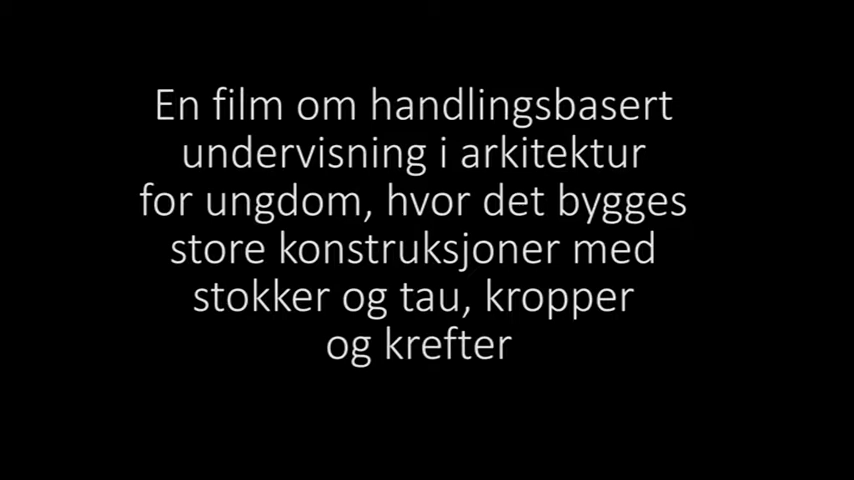 En film om handlingsbasert
undervisning i arkitektur
for ungdom, hvor det bygges
store konstruksjoner med
stokker og tau, kropper
og krefter